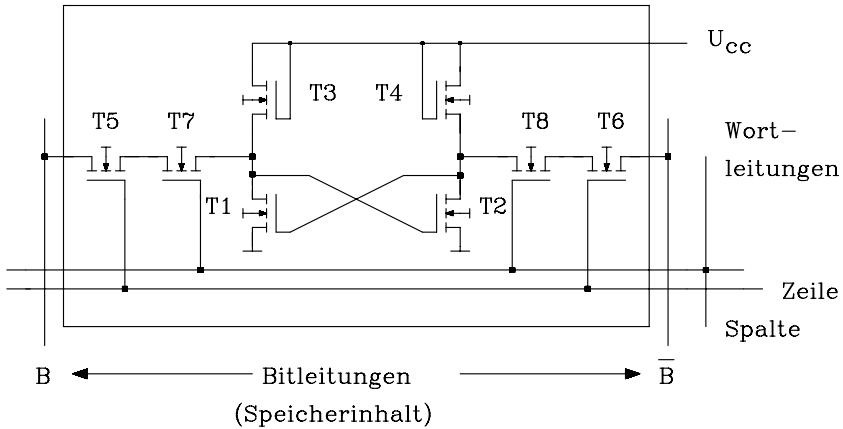 Ucc
T3
T4
T5
T7
T8
T6
Wort-
leitungen
T1
T2
Zeile
Spalte
B
Bitleitungen
B̅
(Speicherinhalt)